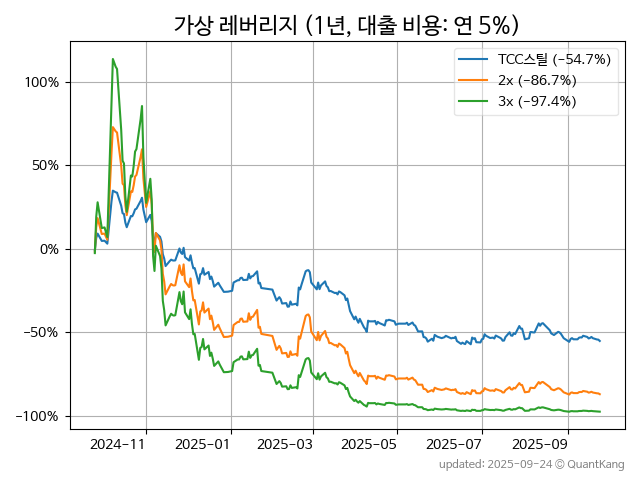 가상 레버리지 (1년, 대출 비용: 연 5%)
TCC스틸 (-54.7%)
2x (-86.7%)
3x (-97.4%)
100%
50%
0%
-50%
-100%
2024-11
2025-01
2025-03
2025-05
2025-07
2025-09
updated: 2025-09-24 © QuantKang